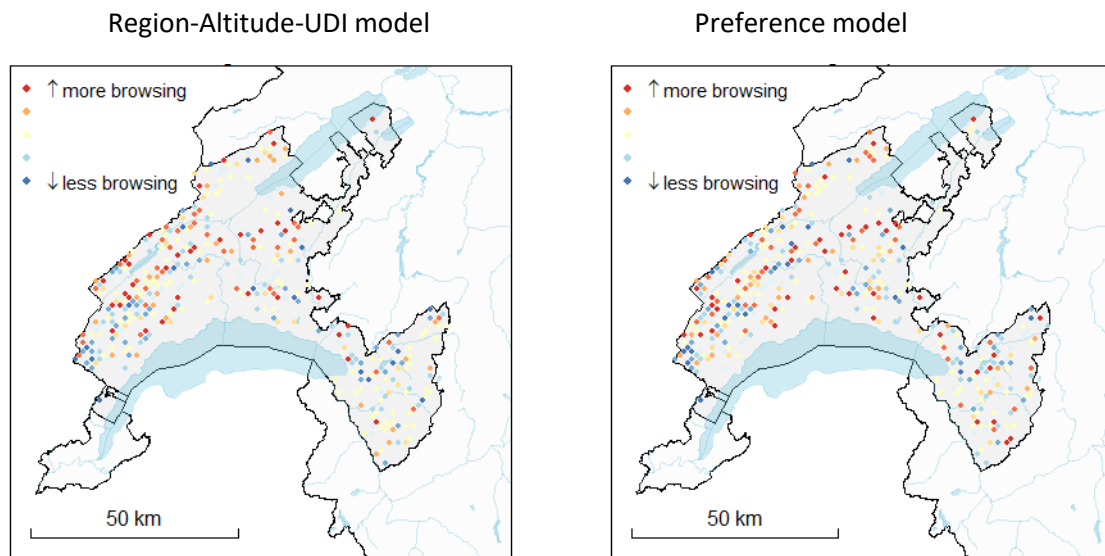 Region-Altitude-UDI model
Preference model
↑ more browsing
↓ less browsing
50 km
↑ more browsing
↓ less browsing
50 km